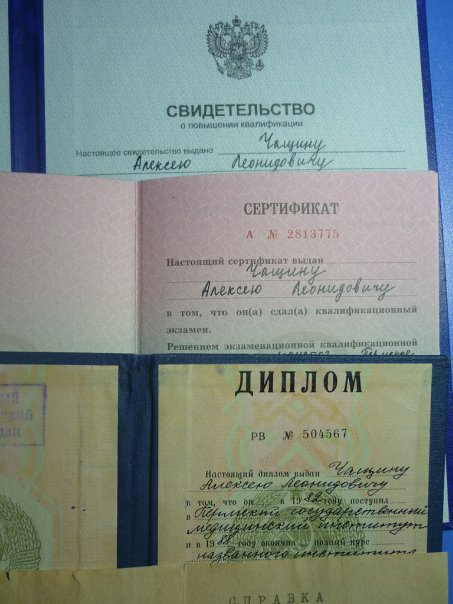 СВИДЕТЕЛЬСТВО
о повышении квалификации
Настоящее свидетельство выдано Чащину
Алексею Леонидовичу
СЕРТИФИКАТ
А № 2813775
Настоящий сертификат выдан
Чащину
Алексею Леонидовичу
в том, что он(а) сдал(а) квалификационный
экзамен.
Решением экзаменационной квалификационной
ДИПЛОМ
РВ № 504567
Настоящий диплом выдан Чащину
Алексею Леонидовичу
в том, что он в 1982 году поступил
в Пермский государственный
медицинский институт
и в 1988 году окончил полный курс
названного института
СПРАВКА